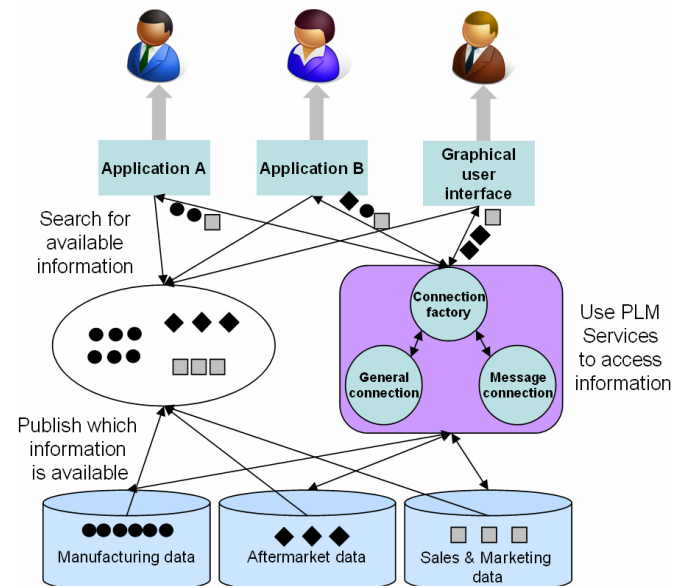 Application A
Application B
Graphical
user
interface
Search for
available
information
Connection
factory
General
connection
Message
connection
Use PLM
Services
to access
information
Publish which
information
is available
Manufacturing data
Aftermarket data
Sales & Marketing
data